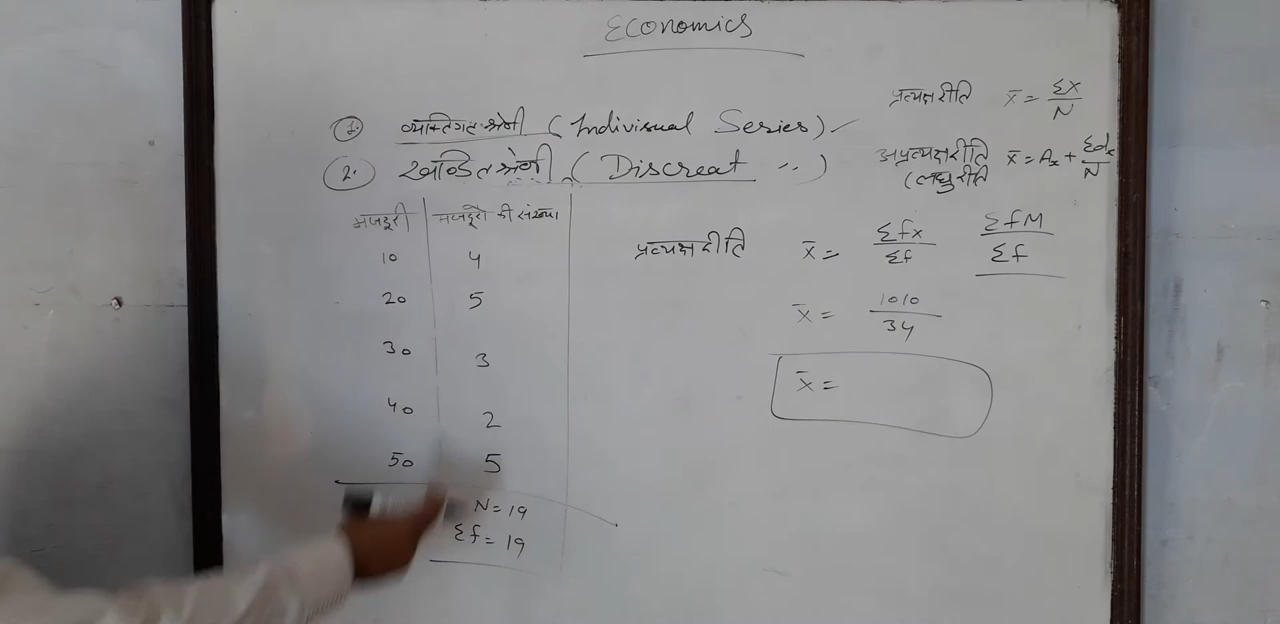 Economics
1. व्यक्तिगत श्रेणी (Indivisual Series)
2. खण्डित श्रेणी (Discreat " )
प्रत्यक्ष रीति x̄ = Σx/N
अप्रत्यक्ष रीति x̄ = Ax + Σdx/N
(लघु रीति
मजदूरी मजदूरों की संख्या
10 4
20 5
30 3
40 2
50 5
N = 19
Σf = 19
प्रत्यक्ष रीति x̄ = Σfx/Σf ΣfM/Σf
x̄ = 1010/34
x̄ =